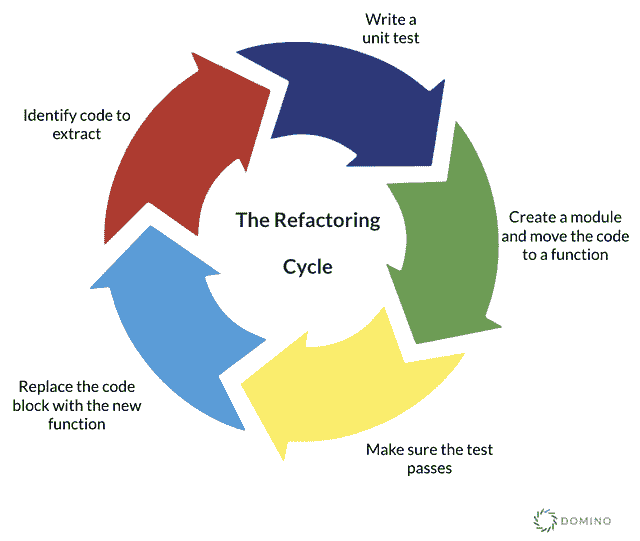 Write a
unit test
Identify code to
extract
The Refactoring
Cycle
Create a module
and move the code
to a function
Replace the code
block with the new
function
Make sure the test
passes
DOMINO